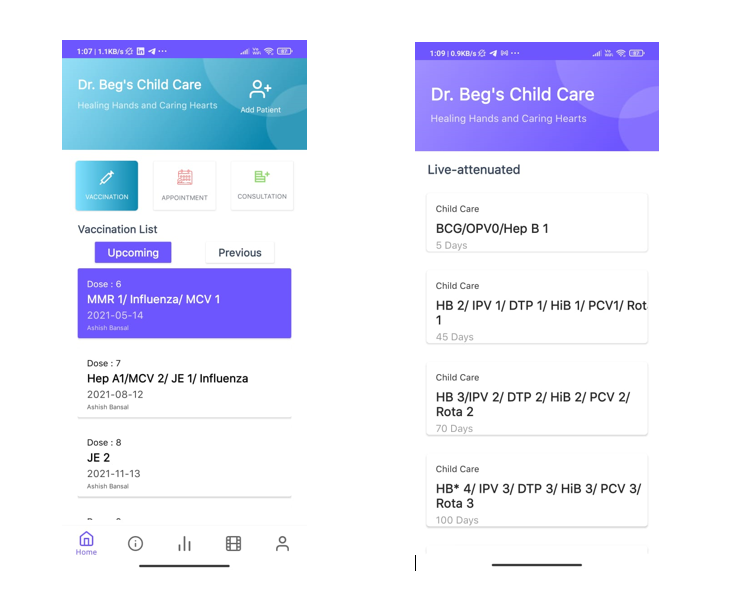 1:07 | 1.1KB/s
87
Dr. Beg's Child Care
Healing Hands and Caring Hearts
Add Patient
VACCINATION
APPOINTMENT
CONSULTATION
Vaccination List
Upcoming
Previous
Dose : 6
MMR 1/ Influenza/ MCV 1
2021-05-14
Ashish Bansal
Dose : 7
Hep A1/MCV 2/ JE 1/ Influenza
2021-08-12
Ashish Bansal
Dose : 8
JE 2
2021-11-13
Ashish Bansal
Home
1:09 | 0.9KB/s
87
Dr. Beg's Child Care
Healing Hands and Caring Hearts
Live-attenuated
Child Care
BCG/OPV0/Hep B 1
5 Days
Child Care
HB 2/ IPV 1/ DTP 1/ HiB 1/ PCV1/ Rot
1
45 Days
Child Care
HB 3/IPV 2/ DTP 2/ HiB 2/ PCV 2/
Rota 2
70 Days
Child Care
HB* 4/ IPV 3/ DTP 3/ HiB 3/ PCV 3/
Rota 3
100 Days